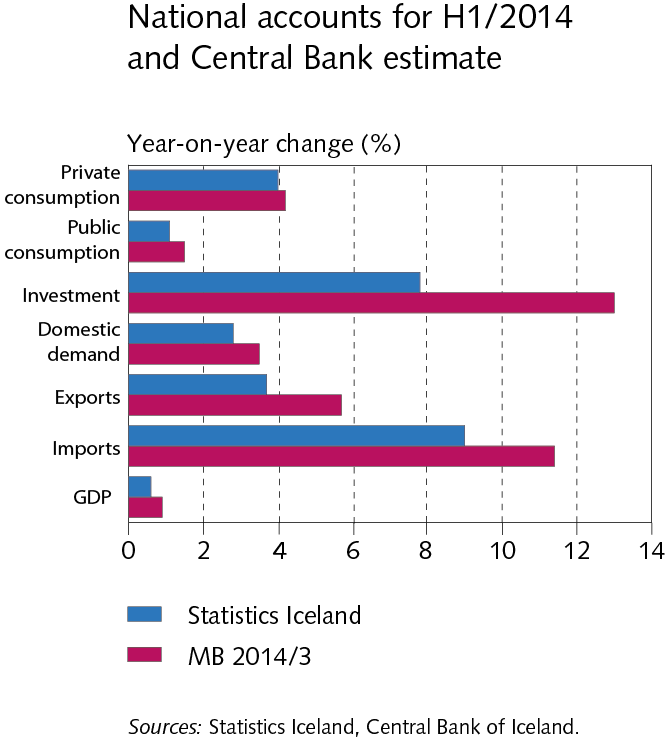 National accounts for H1/2014
and Central Bank estimate
Year-on-year change (%)
Private
consumption
Public
consumption
Investment
Domestic
demand
Exports
Imports
GDP
0 2 4 6 8 10 12 14
Statistics Iceland
MB 2014/3
Sources: Statistics Iceland, Central Bank of Iceland.